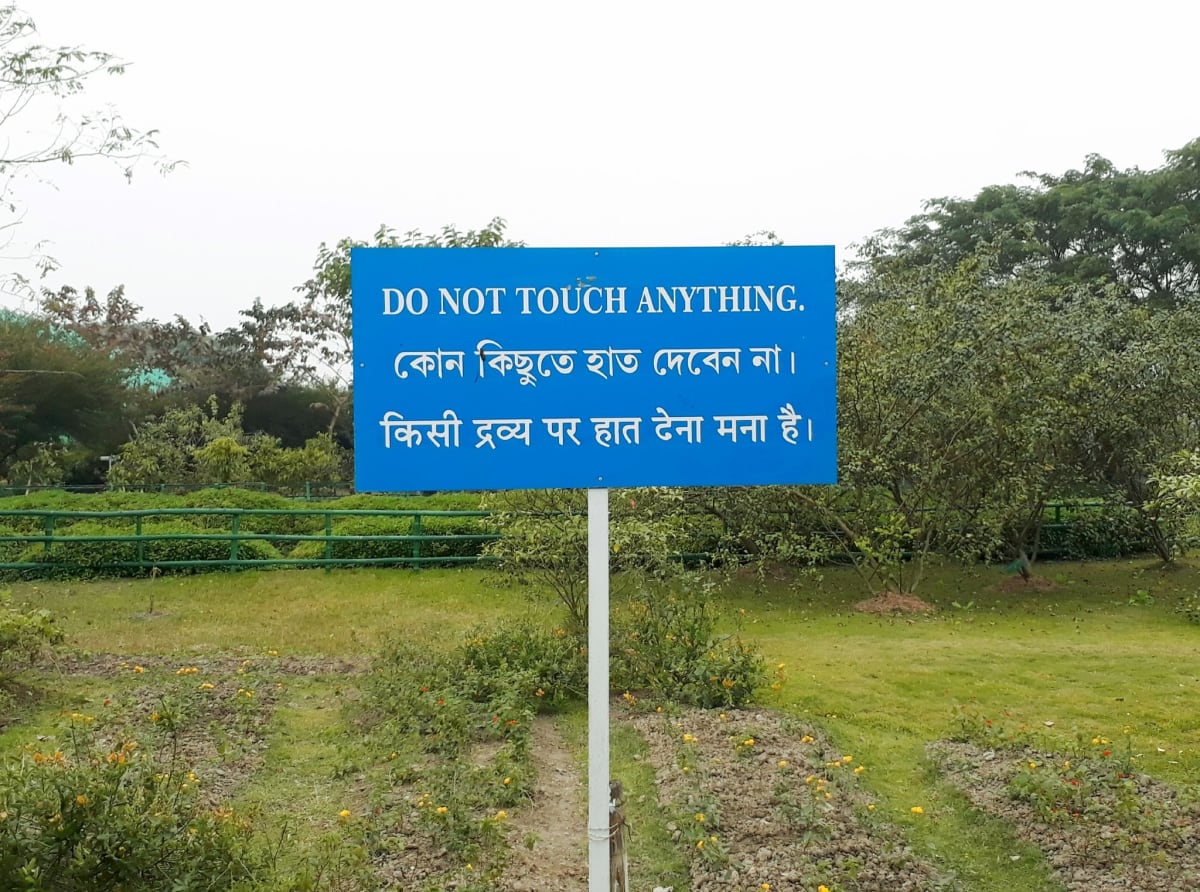 DO NOT TOUCH ANYTHING.
কোন কিছুতে হাত দেবেন না।
किसी द्रव्य पर हात ढेना मना है।